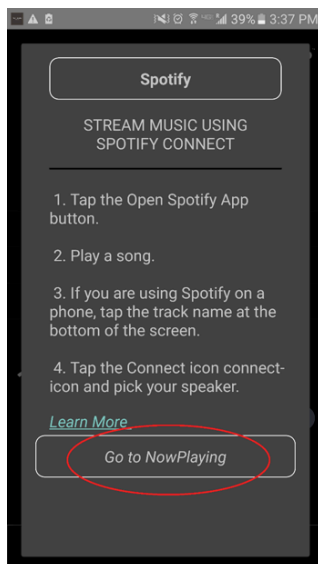 39% 3:37 PM
Spotify
STREAM MUSIC USING
SPOTIFY CONNECT
1. Tap the Open Spotify App
button.
2. Play a song.
3. If you are using Spotify on a
phone, tap the track name at the
bottom of the screen.
4. Tap the Connect icon connect-
icon and pick your speaker.
Learn More
Go to NowPlaying